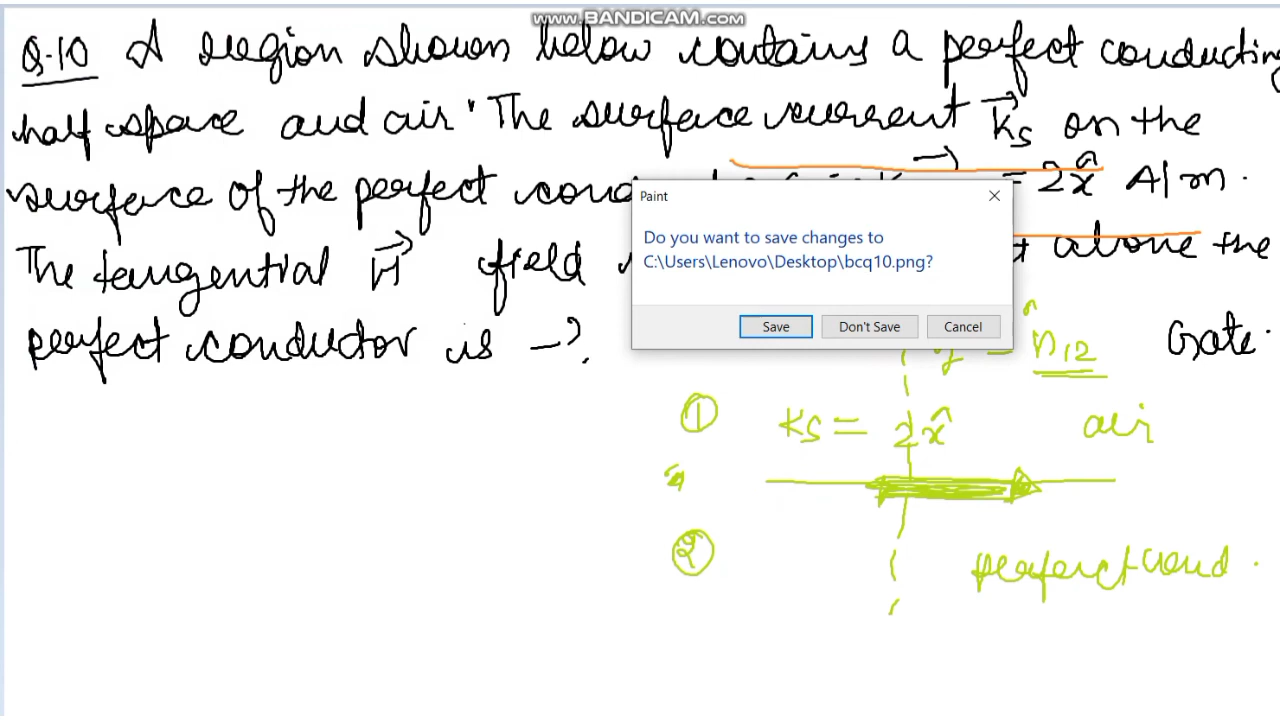 WWW.BANDICAM.COM
Q.10 A region shown below contains a perfect conducting
half space and air. The surface current Ks on the
surface of the perfect = 2x̂ A/m.
The tangential H field above the
perfect conductor is →?
Paint
Do you want to save changes to
C:\Users\Lenovo\Desktop\bcq10.png?
Save Don't Save Cancel
y = n̂12 Gate.
① Ks = 2x̂ air
② perfect cond.